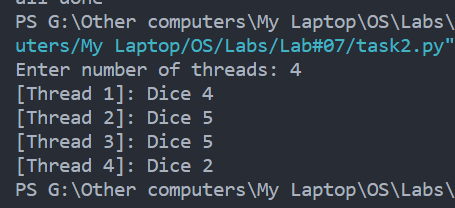 all done
PS G:\Other computers\My Laptop\OS\Labs\
uters/My Laptop/OS/Labs/Lab#07/task2.py"
Enter number of threads: 4
[Thread 1]: Dice 4
[Thread 2]: Dice 5
[Thread 3]: Dice 5
[Thread 4]: Dice 2
PS G:\Other computers\My Laptop\OS\Labs\